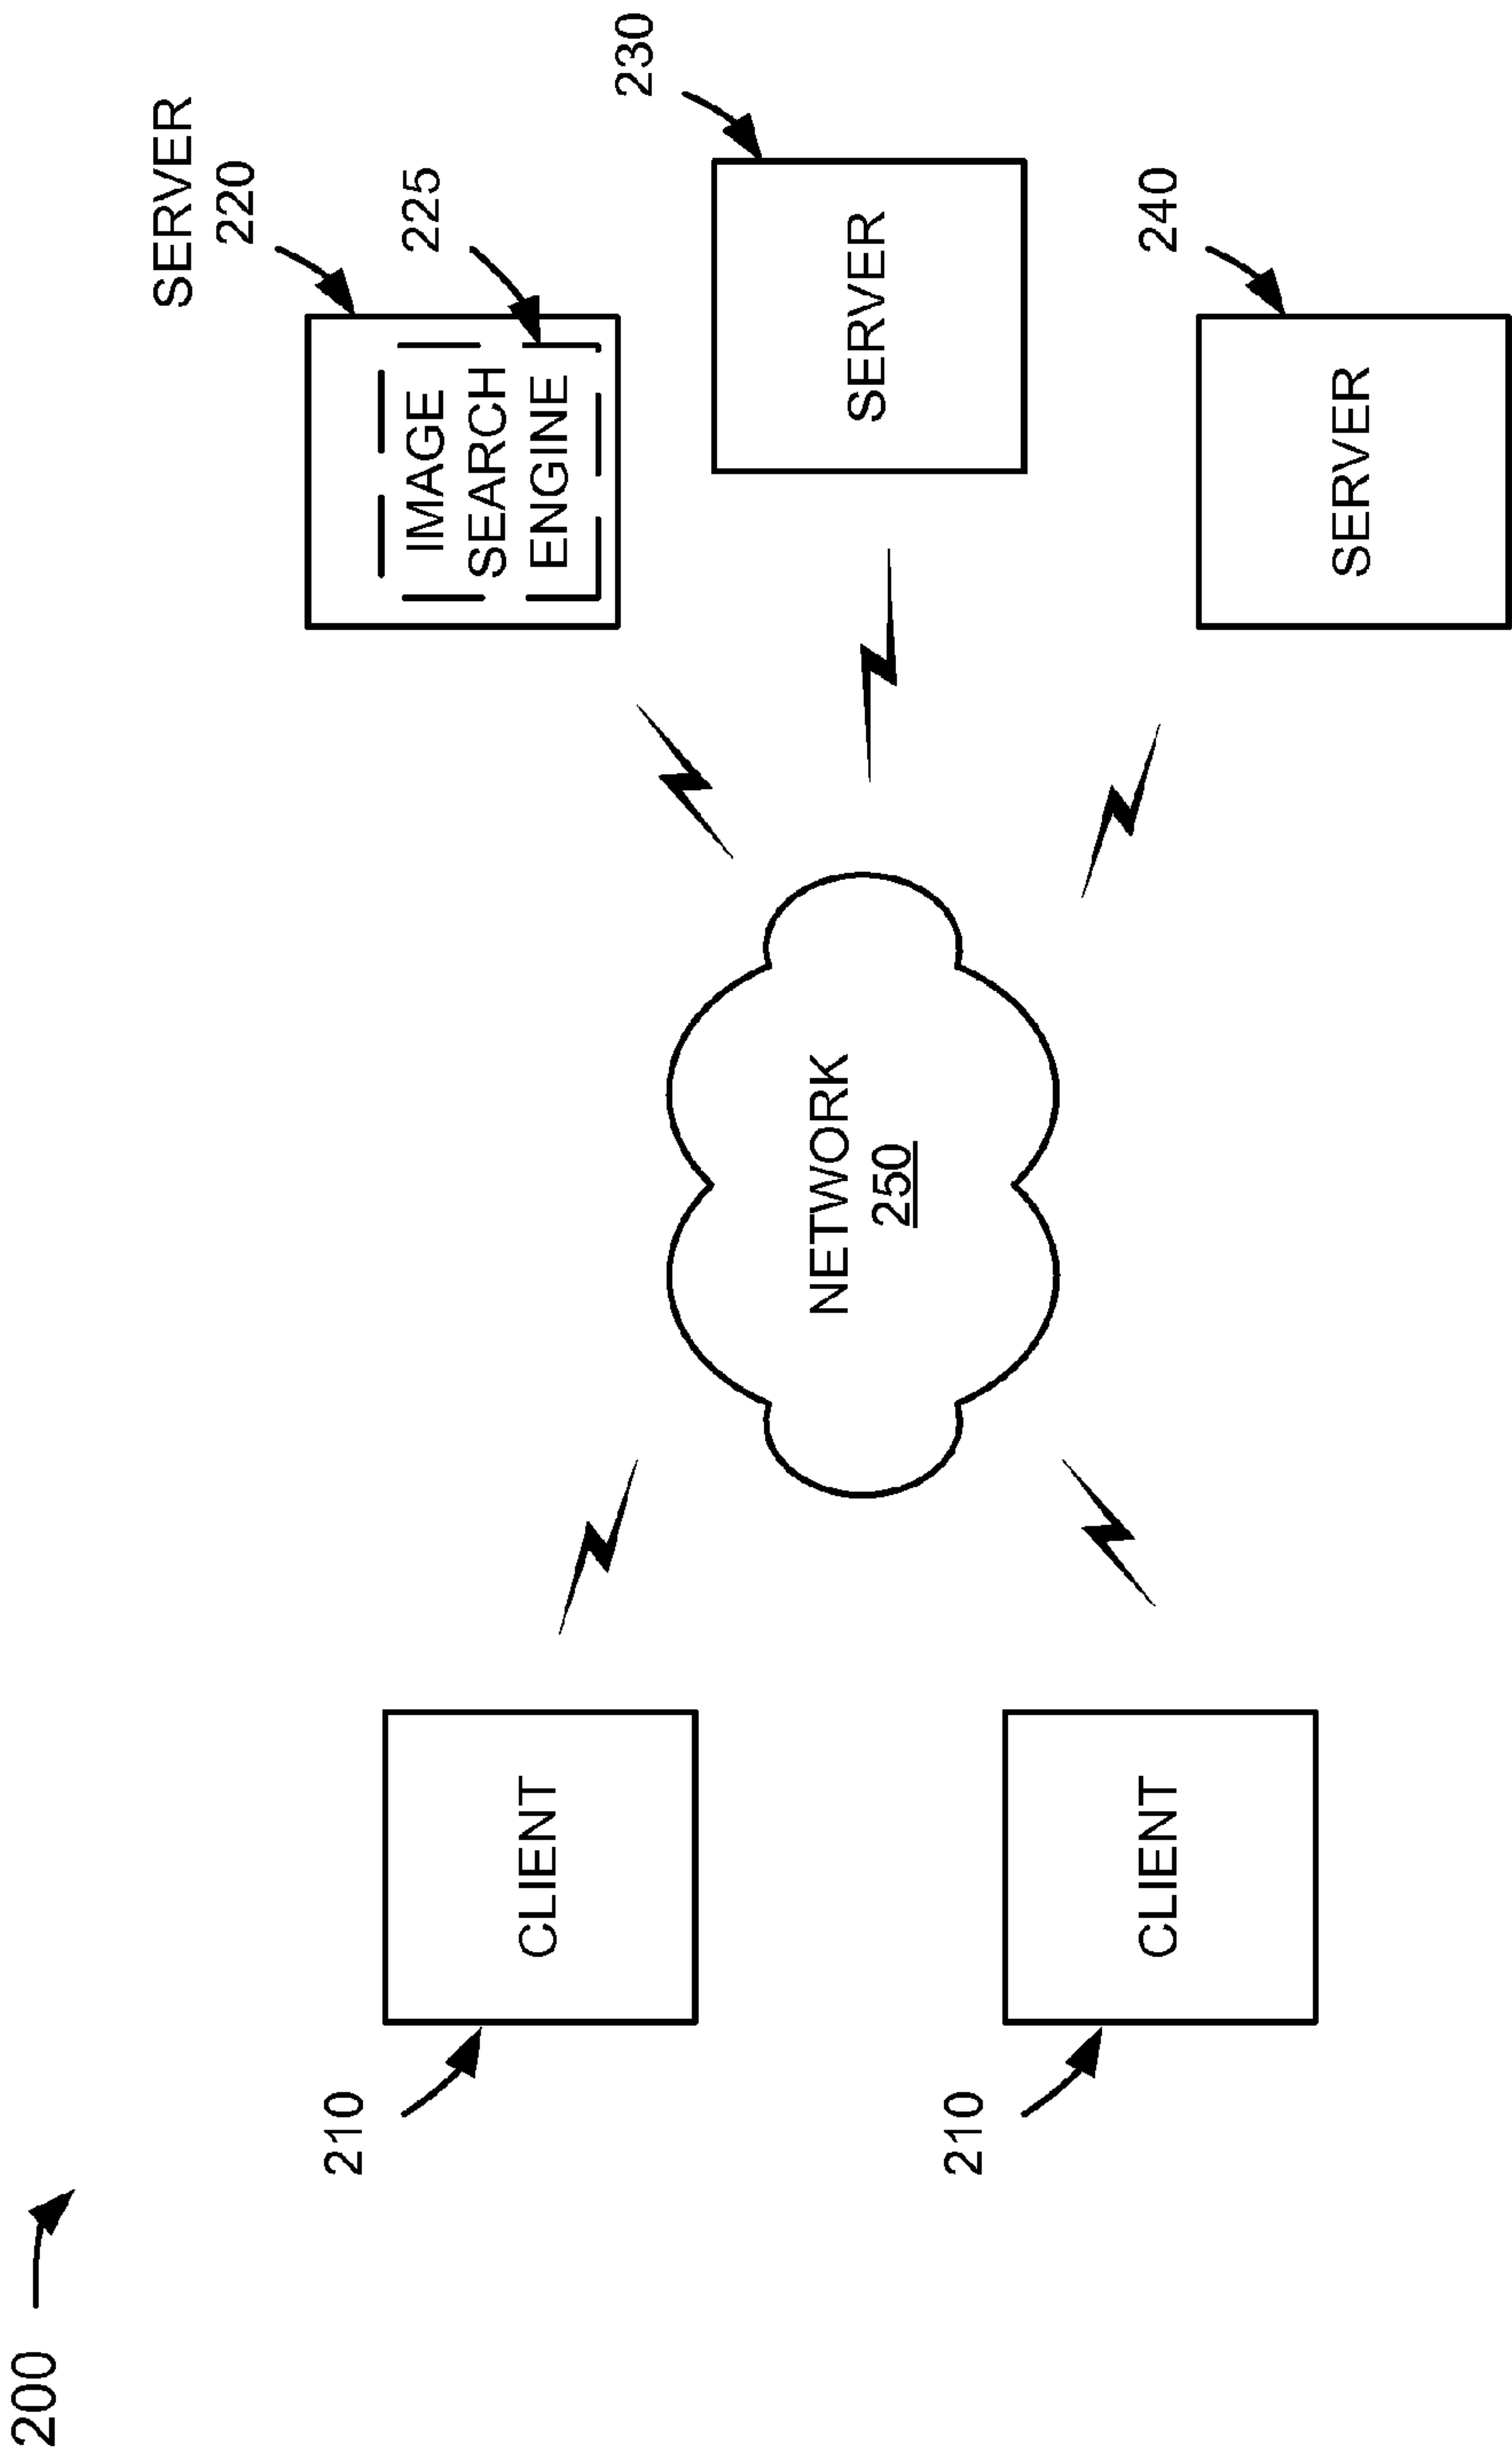 200
SERVER
220
225
IMAGE
SEARCH
ENGINE
210
CLIENT
230
SERVER
NETWORK
250
210
CLIENT
240
SERVER